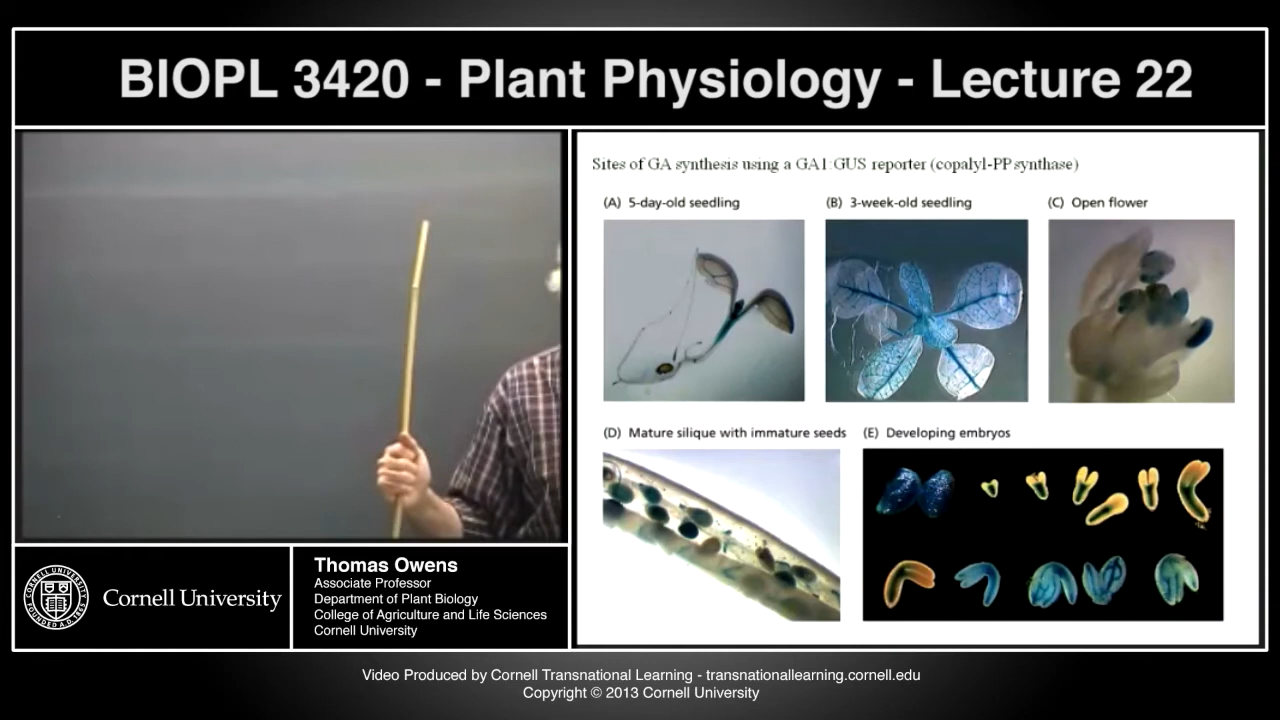 BIOPL 3420 - Plant Physiology - Lecture 22
Sites of GA synthesis using a GA1:GUS reporter (copalyl-PP synthase)
(A) 5-day-old seedling
(B) 3-week-old seedling
(C) Open flower
(D) Mature silique with immature seeds
(E) Developing embryos
Cornell University
Thomas Owens
Associate Professor
Department of Plant Biology
College of Agriculture and Life Sciences
Cornell University
Video Produced by Cornell Transnational Learning - transnationallearning.cornell.edu
Copyright © 2013 Cornell University